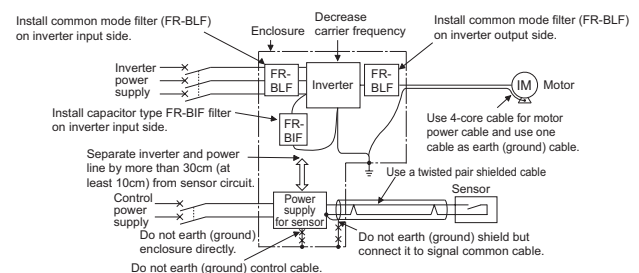 Install common mode filter (FR-BLF)
on inverter input side.
Enclosure
Decrease
carrier frequency
Install common mode filter (FR-BLF)
on inverter output side.
Inverter
power
supply
FR-
BLF
Inverter
FR-
BLF
IM
Motor
Install capacitor type FR-BIF filter
on inverter input side.
FR-
BIF
Use 4-core cable for motor
power cable and use one
cable as earth (ground) cable.
Separate inverter and power
line by more than 30cm (at
least 10cm) from sensor circuit.
Use a twisted pair shielded cable
Sensor
Control
power
supply
Power
supply
for sensor
Do not earth (ground)
enclosure directly.
Do not earth (ground) shield but
connect it to signal common cable.
Do not earth (ground) control cable.